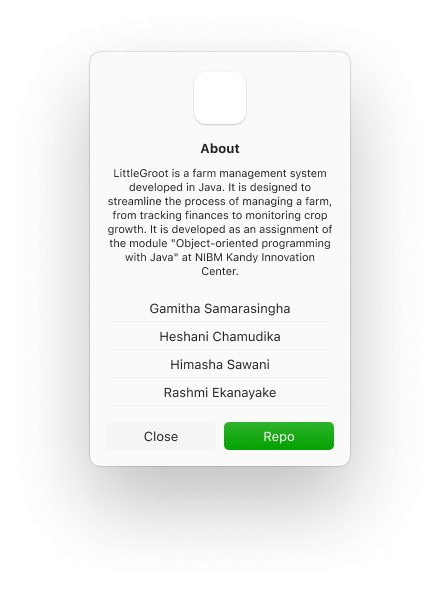 About
LittleGroot is a farm management system
developed in Java. It is designed to
streamline the process of managing a farm,
from tracking finances to monitoring crop
growth. It is developed as an assignment of
the module "Object-oriented programming
with Java" at NIBM Kandy Innovation
Center.
Gamitha Samarasingha
Heshani Chamudika
Himasha Sawani
Rashmi Ekanayake
Close
Repo